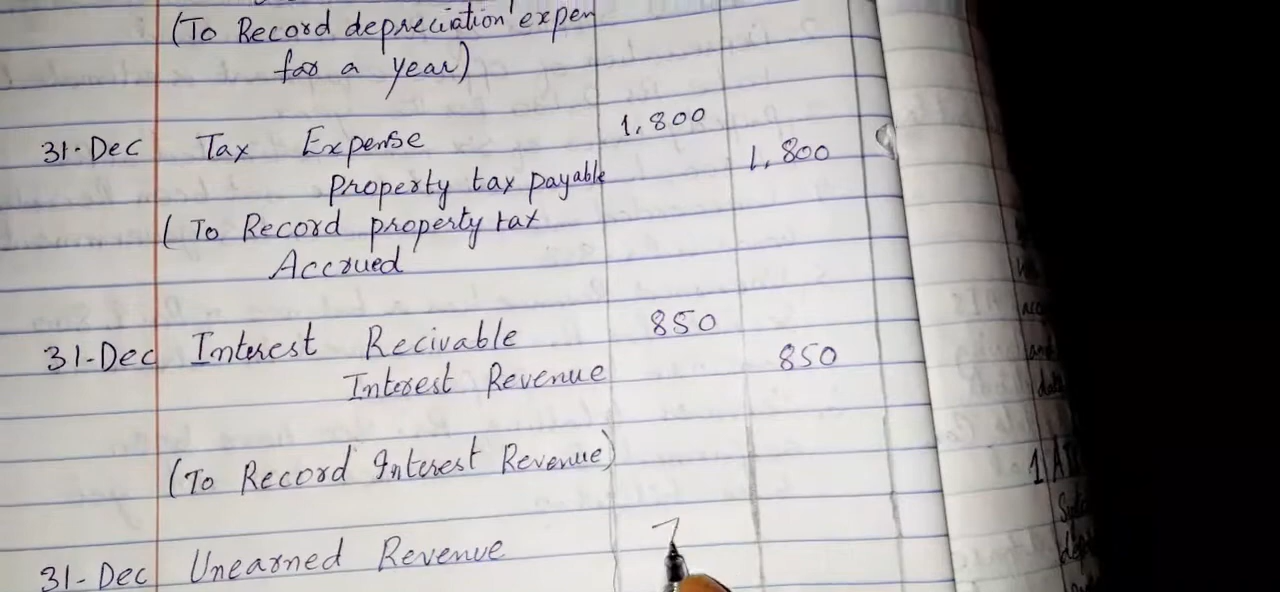 (To Record depreciation expen
for a year)
31-Dec Tax Expense 1,800
Property tax payable 1,800
(To Record property tax
Accrued
31-Dec Interest Recivable 850
Interest Revenue 850
(To Record Interest Revenue)
31-Dec Unearned Revenue 7
1